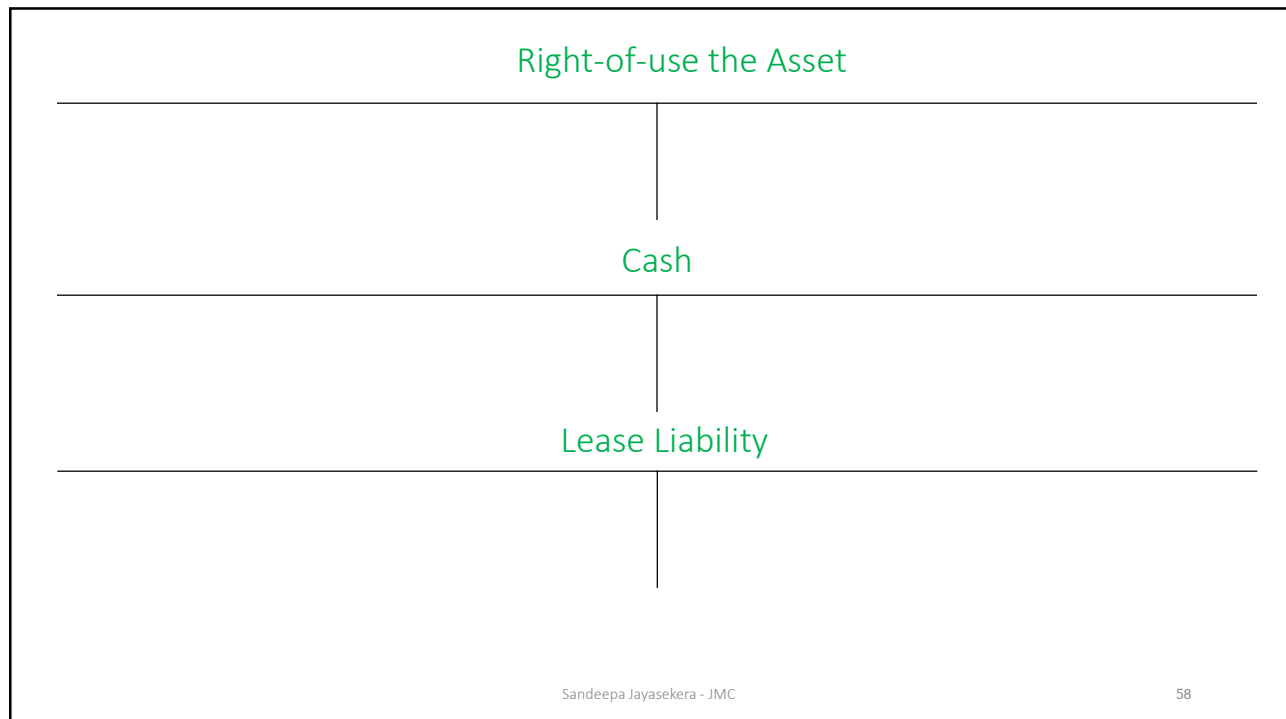 Right-of-use the Asset
Cash
Lease Liability
Sandeepa Jayasekera - JMC
58